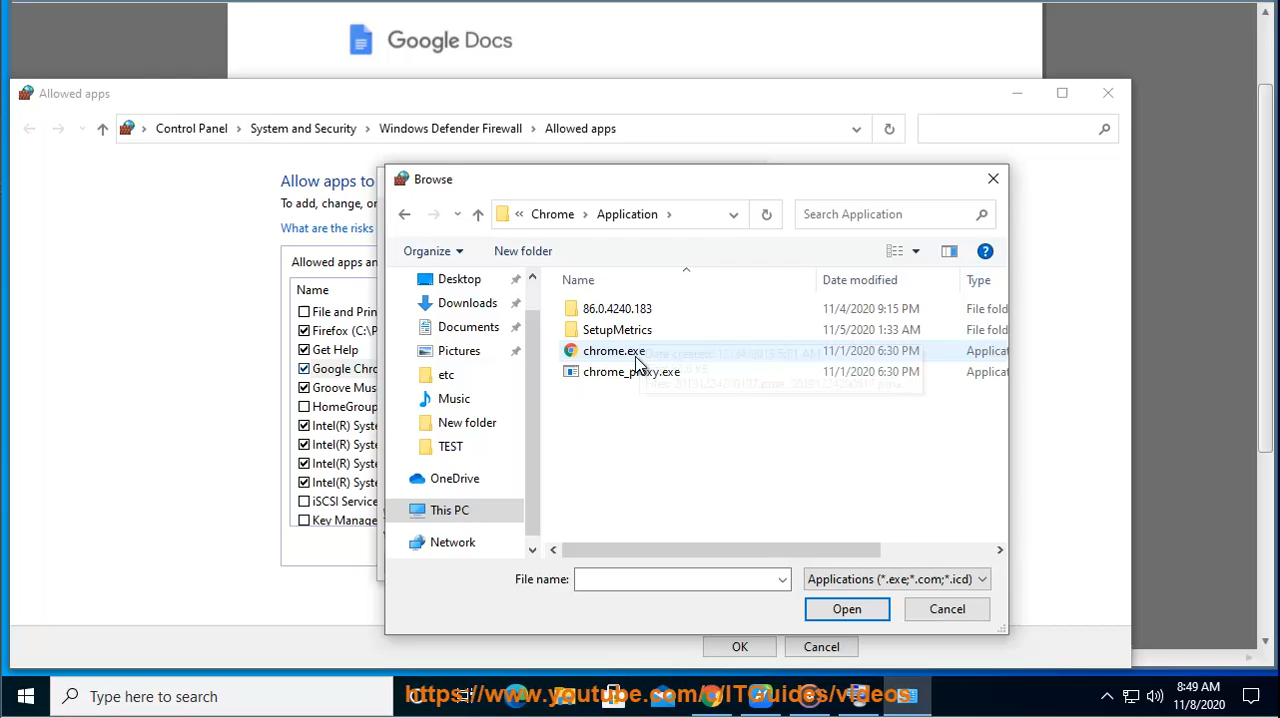 Google Docs
Allowed apps
Control Panel > System and Security > Windows Defender Firewall > Allowed apps
Allow apps to
To add, change, or
What are the risks
Allowed apps an
Name
File and Prin
Firefox (C:\P
Get Help
Google Chro
Groove Mus
HomeGroup
Intel(R) Syste
Intel(R) Syste
Intel(R) Syste
Intel(R) Syste
iSCSI Service
Key Manage
Browse
« Chrome > Application >
Search Application
Organize
New folder
Desktop
Downloads
Documents
Pictures
etc
Music
New folder
TEST
OneDrive
This PC
Network
Name Date modified Type
86.0.4240.183 11/4/2020 9:15 PM File fold
SetupMetrics 11/5/2020 1:33 AM File fold
chrome.exe 11/1/2020 6:30 PM Applica
chrome_proxy.exe 11/1/2020 6:30 PM Applica
File name:
Applications (*.exe;*.com;*.icd)
Open
Cancel
OK
Cancel
Type here to search
https://www.youtube.com/c/ITGuides/videos
8:49 AM
11/8/2020